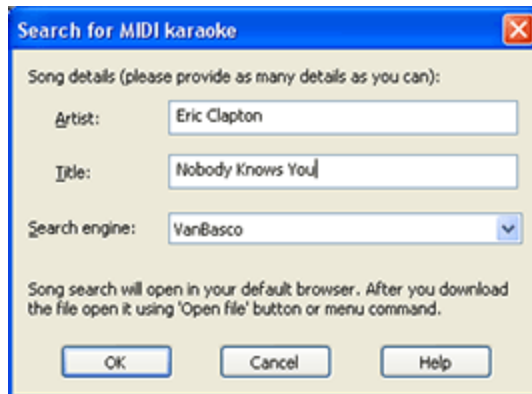 Search for MIDI karaoke
Song details (please provide as many details as you can):
Artist: Eric Clapton
Title: Nobody Knows You
Search engine: VanBasco
Song search will open in your default browser. After you download
the file open it using 'Open file' button or menu command.
OK Cancel Help